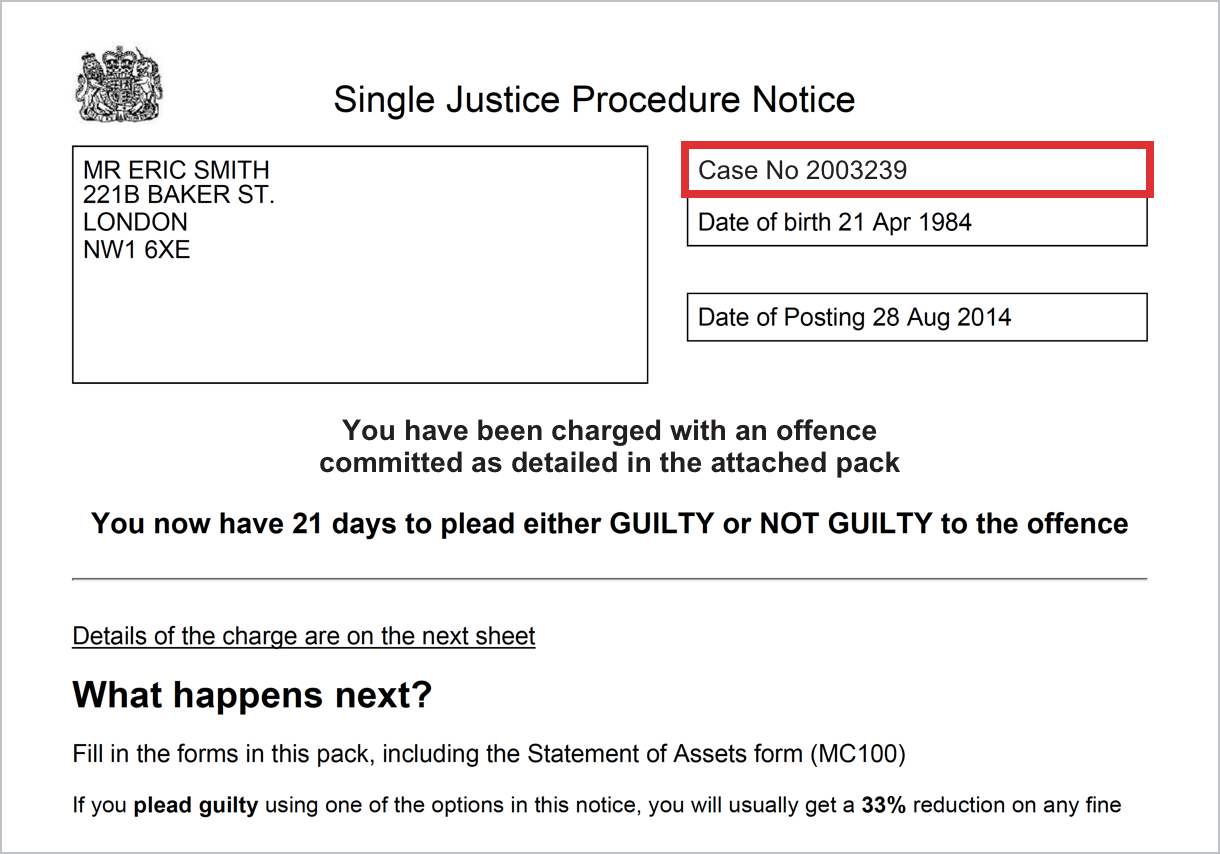 Single Justice Procedure Notice
MR ERIC SMITH
221B BAKER ST.
LONDON
NW1 6XE
Case No 2003239
Date of birth 21 Apr 1984
Date of Posting 28 Aug 2014
You have been charged with an offence
committed as detailed in the attached pack
You now have 21 days to plead either GUILTY or NOT GUILTY to the offence
Details of the charge are on the next sheet
What happens next?
Fill in the forms in this pack, including the Statement of Assets form (MC100)
If you plead guilty using one of the options in this notice, you will usually get a 33% reduction on any fine